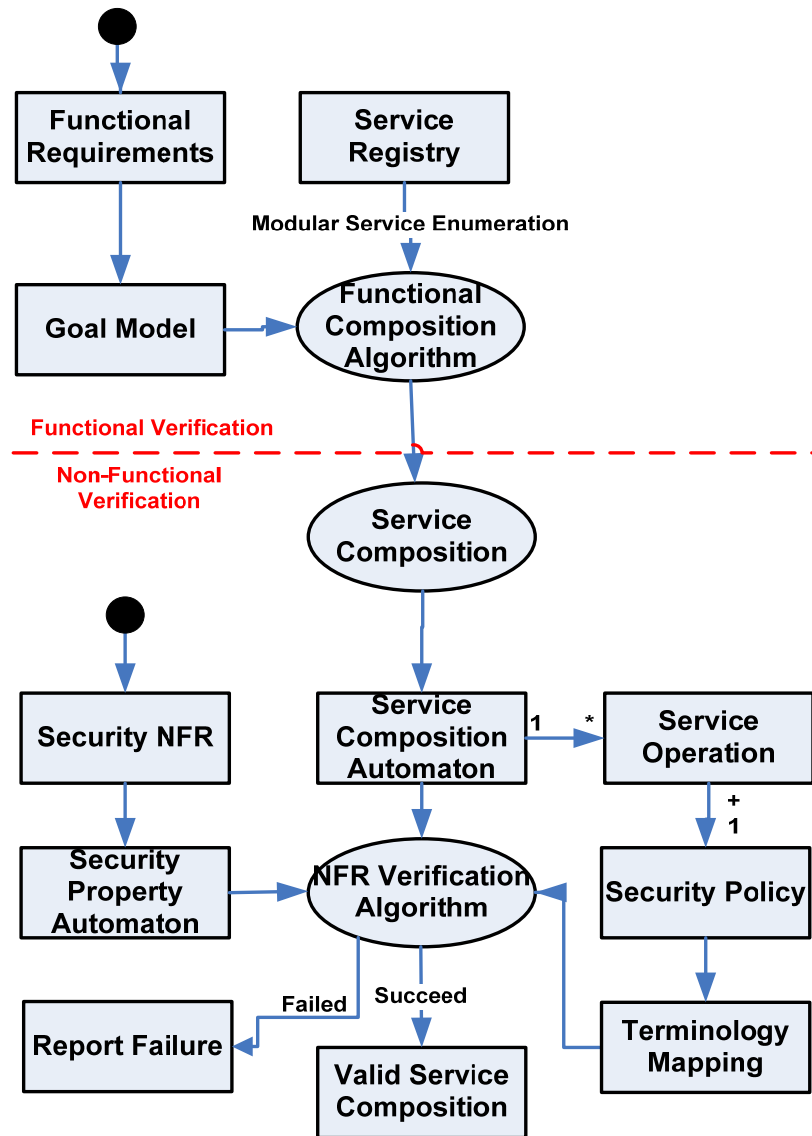 Functional
Requirements
Service
Registry
Modular Service Enumeration
Goal Model
Functional
Composition
Algorithm
Functional Verification
Non-Functional
Verification
Service
Composition
Security NFR
Service
Composition
Automaton
1
*
Service
Operation
+
1
Security
Property
Automaton
NFR Verification
Algorithm
Security Policy
Failed
Succeed
Report Failure
Valid Service
Composition
Terminology
Mapping